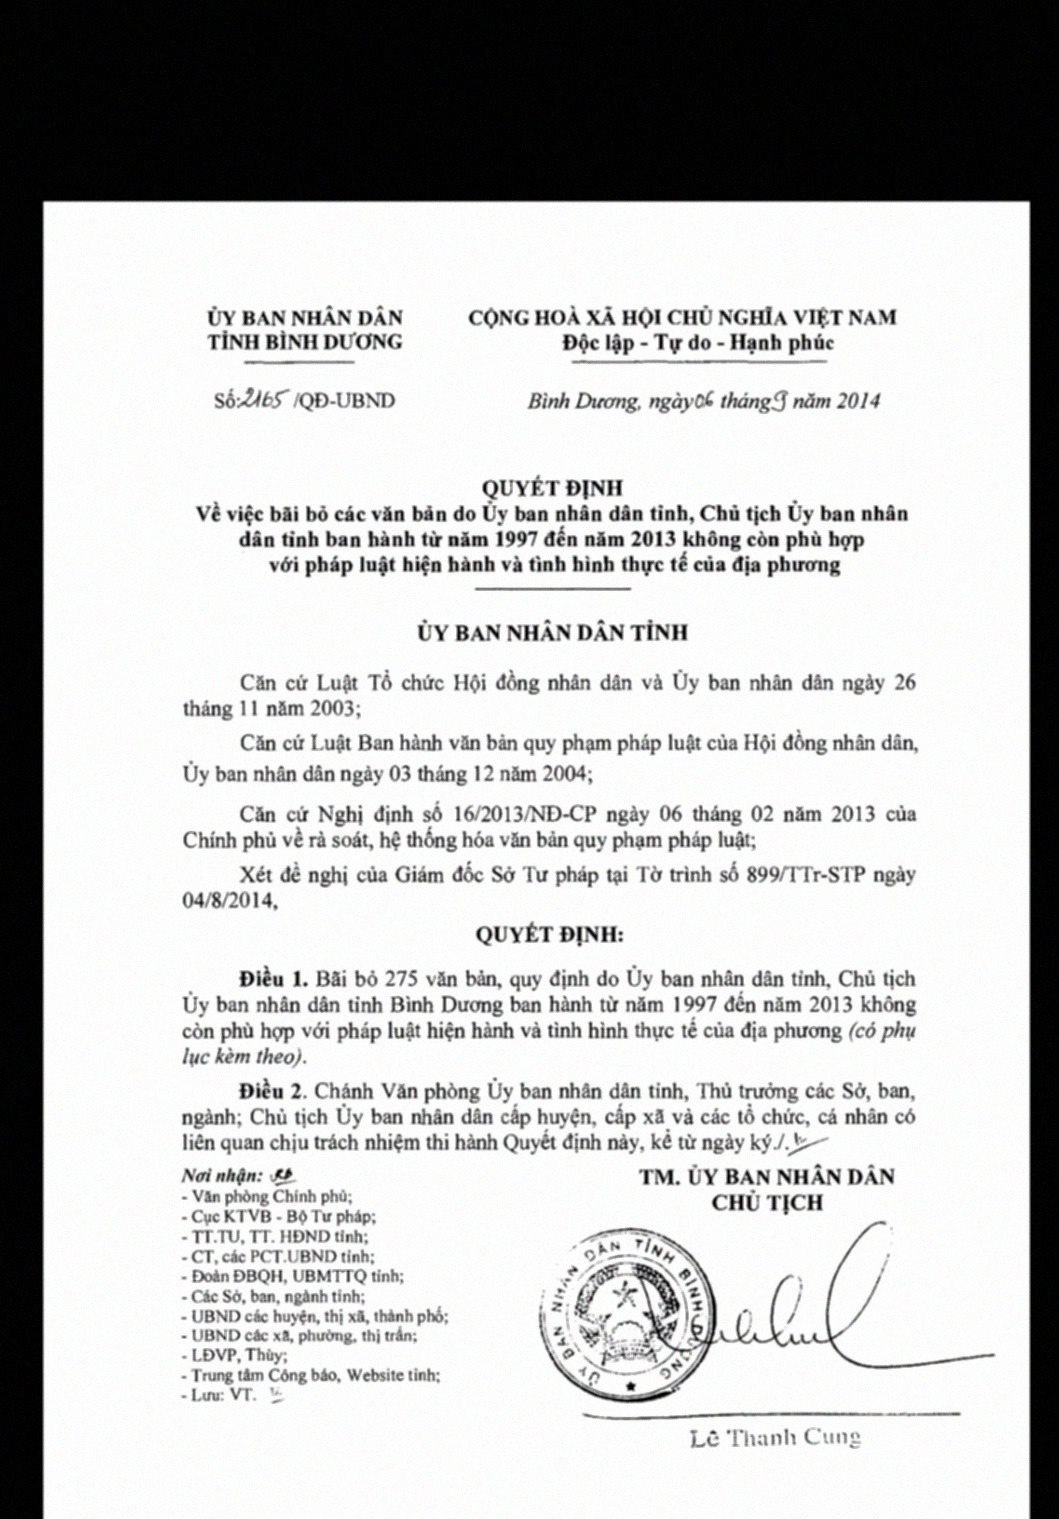 ỦY BAN NHÂN DÂN
TỈNH BÌNH DƯƠNG
CỘNG HOÀ XÃ HỘI CHỦ NGHĨA VIỆT NAM
Độc lập - Tự do - Hạnh phúc
Số: 2165 /QĐ-UBND
Bình Dương, ngày 06 tháng 9 năm 2014
QUYẾT ĐỊNH
Về việc bãi bỏ các văn bản do Ủy ban nhân dân tỉnh, Chủ tịch Ủy ban nhân
dân tỉnh ban hành từ năm 1997 đến năm 2013 không còn phù hợp
với pháp luật hiện hành và tình hình thực tế của địa phương
ỦY BAN NHÂN DÂN TỈNH
Căn cứ Luật Tổ chức Hội đồng nhân dân và Ủy ban nhân dân ngày 26
tháng 11 năm 2003;
Căn cứ Luật Ban hành văn bản quy phạm pháp luật của Hội đồng nhân dân,
Ủy ban nhân dân ngày 03 tháng 12 năm 2004;
Căn cứ Nghị định số 16/2013/NĐ-CP ngày 06 tháng 02 năm 2013 của
Chính phủ về rà soát, hệ thống hóa văn bản quy phạm pháp luật;
Xét đề nghị của Giám đốc Sở Tư pháp tại Tờ trình số 899/TTr-STP ngày
04/8/2014,
QUYẾT ĐỊNH:
Điều 1. Bãi bỏ 275 văn bản, quy định do Ủy ban nhân dân tỉnh, Chủ tịch
Ủy ban nhân dân tỉnh Bình Dương ban hành từ năm 1997 đến năm 2013 không
còn phù hợp với pháp luật hiện hành và tình hình thực tế của địa phương (có phụ
lục kèm theo).
Điều 2. Chánh Văn phòng Ủy ban nhân dân tỉnh, Thủ trưởng các Sở, ban,
ngành; Chủ tịch Ủy ban nhân dân cấp huyện, cấp xã và các tổ chức, cá nhân có
liên quan chịu trách nhiệm thi hành Quyết định này, kể từ ngày ký./.
Nơi nhận:
- Văn phòng Chính phủ;
- Cục KTVB - Bộ Tư pháp;
- TT.TU, TT. HĐND tỉnh;
- CT, các PCT.UBND tỉnh;
- Đoàn ĐBQH, UBMTTQ tỉnh;
- Các Sở, ban, ngành tỉnh;
- UBND các huyện, thị xã, thành phố;
- UBND các xã, phường, thị trấn;
- LĐVP, Thùy;
- Trung tâm Công báo, Website tỉnh;
- Lưu: VT.
TM. ỦY BAN NHÂN DÂN
CHỦ TỊCH
ỦY BAN NHÂN DÂN TỈNH BÌNH DƯƠNG
Lê Thanh Cung